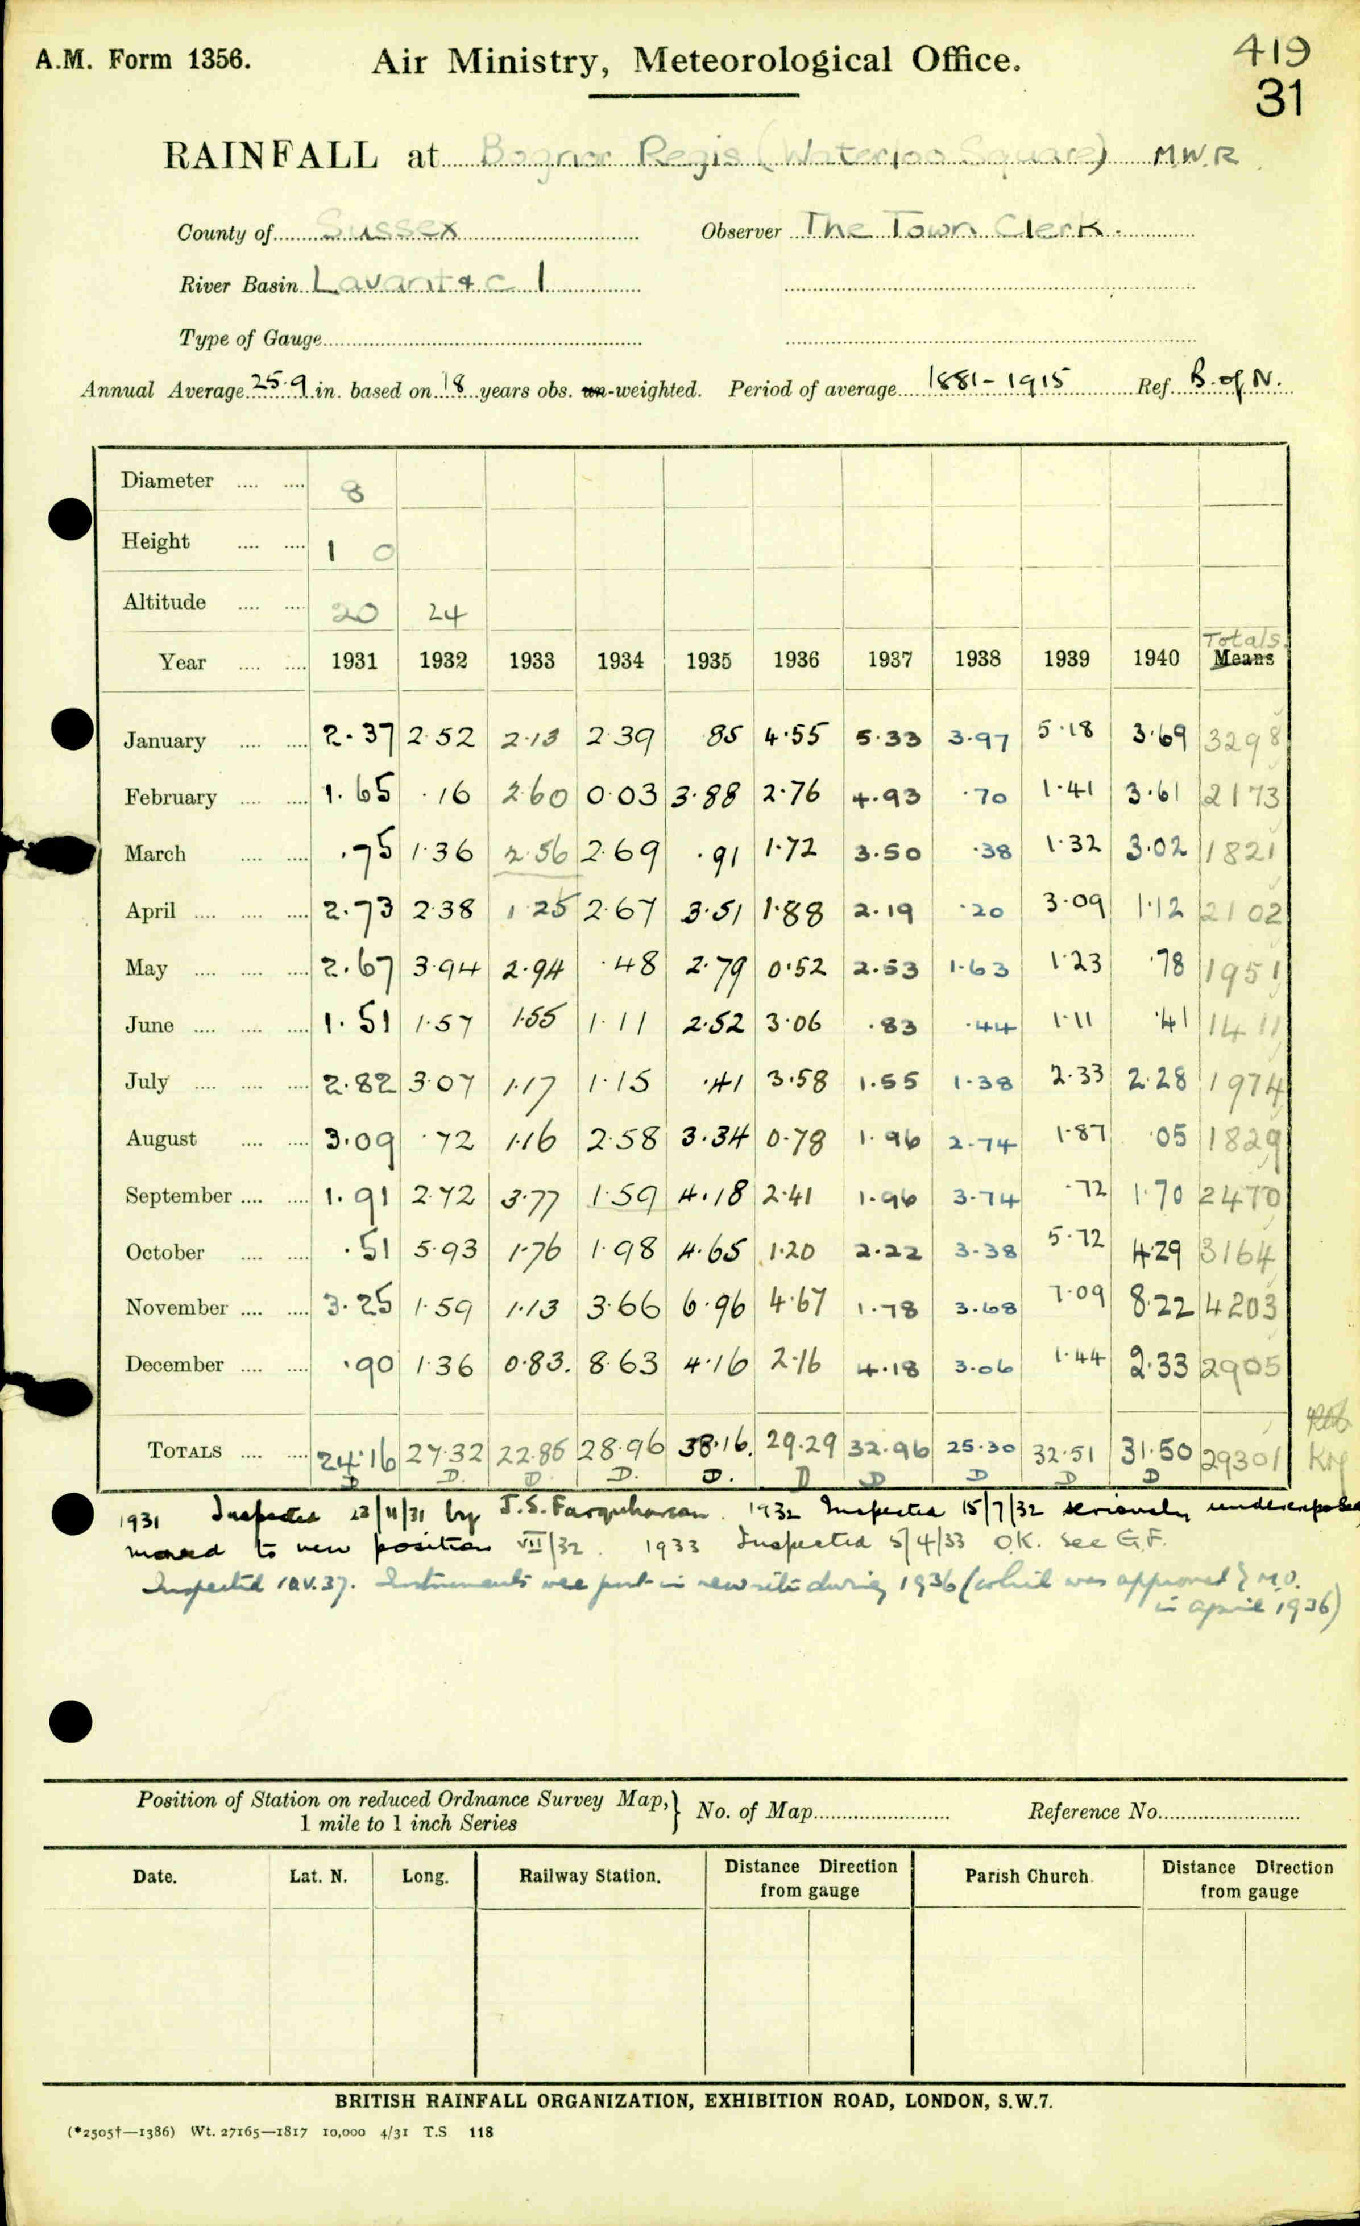 A.M. Form 1356. Air Ministry, Meteorological Office. 419
31
RAINFALL at Bognor Regis (Waterloo Square) M.W.R.
County of Sussex Observer The Town Clerk.
River Basin Lavant & c 1
Type of Gauge
Annual Average 25.9 in. based on 18 years obs. un-weighted. Period of average 1881-1915 Ref. B. of N.
Diameter .... .... 8
Height .... .... 1 0
Altitude .... .... 20 24
Totals
Year .... .... 1931 1932 1933 1934 1935 1936 1937 1938 1939 1940 Means
January .... .... 2.37 2.52 2.13 2.39 .85 4.55 5.33 3.97 5.18 3.69 3298
February .... .... 1.65 .16 2.60 0.03 3.88 2.76 4.93 .70 1.41 3.61 2173
March .... .... .75 1.36 2.56 2.69 .91 1.72 3.50 .38 1.32 3.02 1821
April .... .... .... 2.73 2.38 1.25 2.67 3.51 1.88 2.19 .20 3.09 1.12 2102
May .... .... .... 2.67 3.94 2.94 .48 2.79 0.52 2.53 1.63 1.23 .78 1951
June .... .... .... 1.51 1.57 1.55 1.11 2.52 3.06 .83 .44 1.11 .41 1411
July .... .... .... 2.82 3.07 1.17 1.15 .41 3.58 1.55 1.38 2.33 2.28 1974
August .... .... 3.09 .72 1.16 2.58 3.34 0.78 1.96 2.74 1.87 .05 1829
September .... .... 1.91 2.72 3.77 1.59 4.18 2.41 1.96 3.74 .72 1.70 2470
October .... .... .51 5.93 1.76 1.98 4.65 1.20 2.22 3.38 5.72 4.29 3164
November .... .... 3.25 1.59 1.13 3.66 6.96 4.67 1.78 3.68 7.09 8.22 4203
December .... .... .90 1.36 0.83. 8.63 4.16 2.16 4.18 3.06 1.44 2.33 2905
TOTALS .... .... 24.16 27.32 22.85 28.96 38.16. 29.29 32.96 25.30 32.51 31.50 29301
D D. D. D. D. D D D D D
1931 Inspected 23/11/31 by J.S. Farquharson. 1932 Inspected 15/7/32 seriously underexposed
moved to new position VII/32. 1933 Inspected 5/4/33 O.K. See G.F.
Inspected 10.V.37. Instruments were put in new site during 1936 (which was approved by M.O.
in April 1936)
Position of Station on reduced Ordnance Survey Map,} No. of Map Reference No.
1 mile to 1 inch Series
Date. Lat. N. Long. Railway Station. Distance Direction Parish Church. Distance Direction
from gauge from gauge
BRITISH RAINFALL ORGANIZATION, EXHIBITION ROAD, LONDON, S.W.7.
(*2505†—1386) Wt. 27165—1817 10,000 4/31 T.S 118